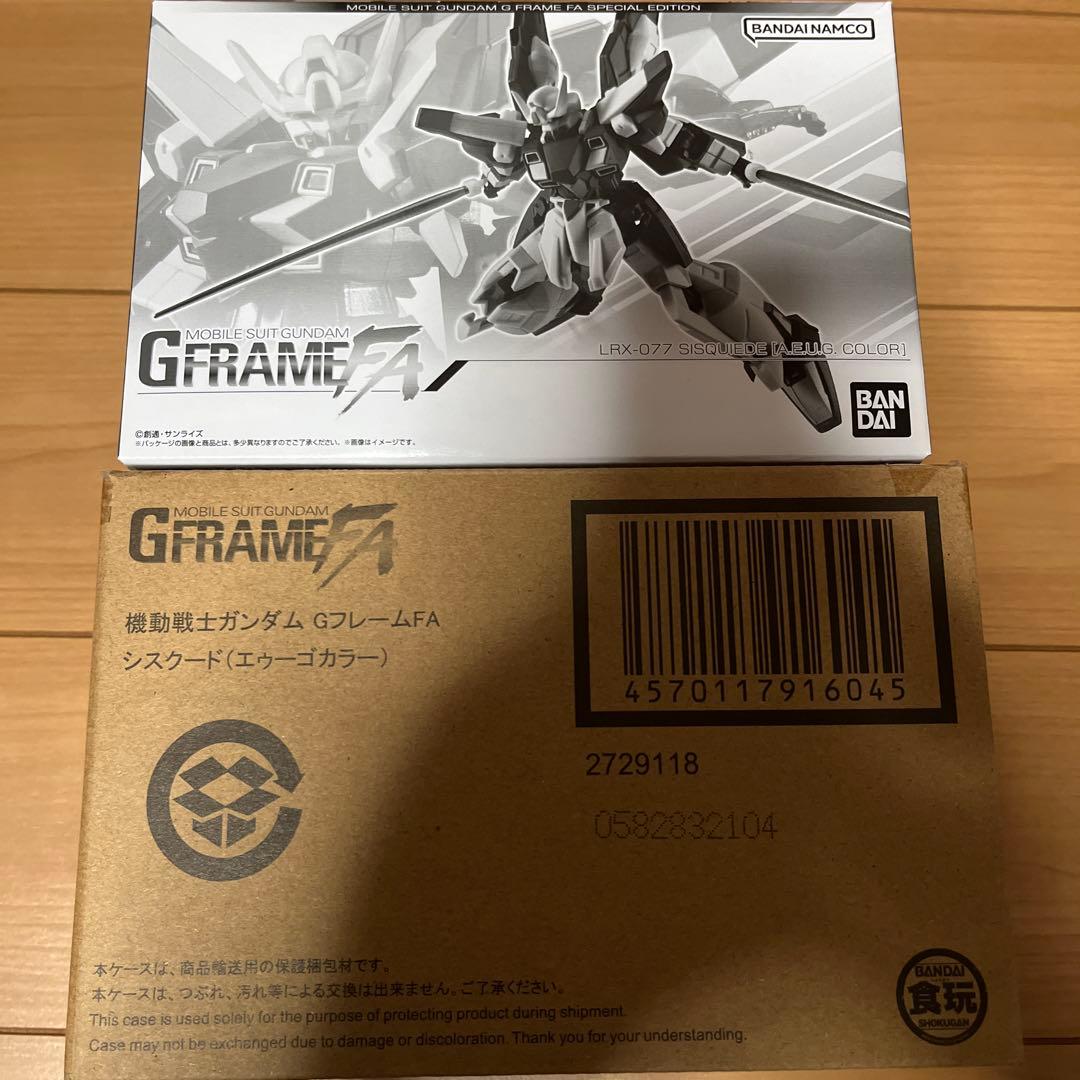 MOBILE SUIT GUNDAM G FRAME FA SPECIAL EDITION
BANDAI NAMCO
MOBILE SUIT GUNDAM
GFRAMEFA
LRX-077 SISQUIEDE [A.E.U.G. COLOR]
BAN
DAI
©創通・サンライズ
※パッケージの画像と商品とは、多少異なりますのでご了承ください。※画像はイメージです。
MOBILE SUIT GUNDAM
GFRAMEFA
機動戦士ガンダム GフレームFA
シスクード(エゥーゴカラー)
4570117916045
2729118
0582832104
本ケースは、商品輸送用の保護梱包材です。
本ケースは、つぶれ、汚れ等による交換は出来ません。ご了承ください。
This case is used solely for the purpose of protecting product during shipment.
Case may not be exchanged due to damage or discoloration. Thank you for your understanding.
BANDAI
食玩
SHOKUGAN